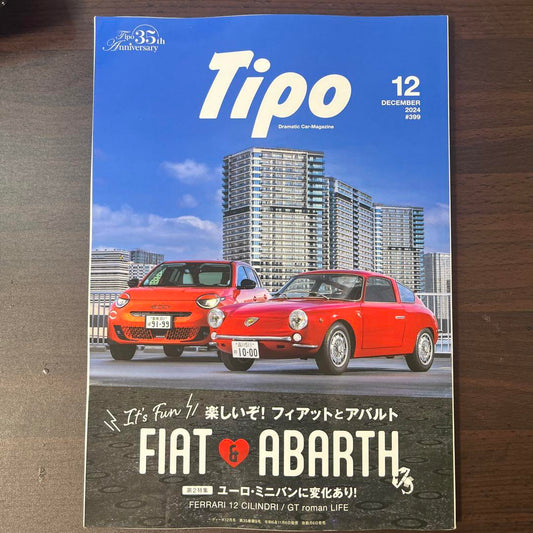 Tipo 35th
Anniversary
Tipo
Dramatic Car-Magazine
12
DECEMBER
2024
#399
91-99
10-00
It's Fun
楽しいぞ! フィアットとアバルト
FIAT & ABARTH
第2特集 ユーロ・ミニバンに変化あり!
FERRARI 12 CILINDRI / GT roman LIFE